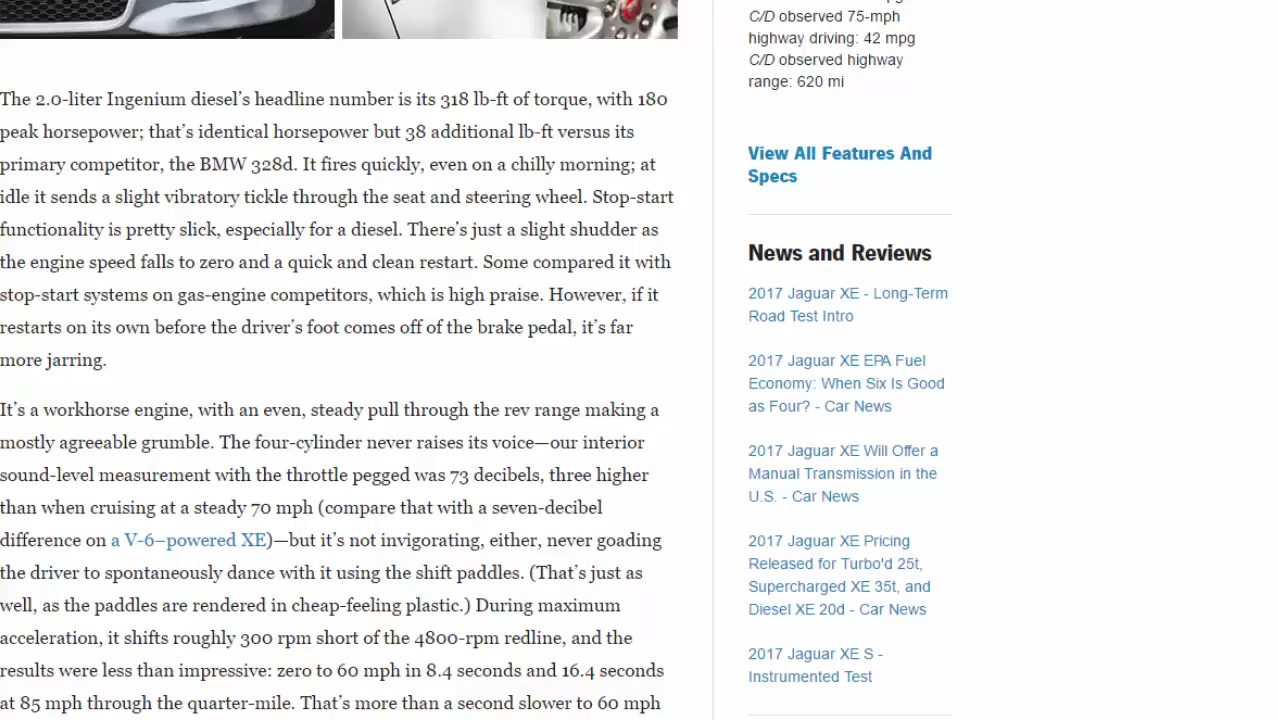 The 2.0-liter Ingenium diesel’s headline number is its 318 lb-ft of torque, with 180
peak horsepower; that’s identical horsepower but 38 additional lb-ft versus its
primary competitor, the BMW 328d. It fires quickly, even on a chilly morning; at
idle it sends a slight vibratory tickle through the seat and steering wheel. Stop-start
functionality is pretty slick, especially for a diesel. There’s just a slight shudder as
the engine speed falls to zero and a quick and clean restart. Some compared it with
stop-start systems on gas-engine competitors, which is high praise. However, if it
restarts on its own before the driver’s foot comes off of the brake pedal, it’s far
more jarring.
It’s a workhorse engine, with an even, steady pull through the rev range making a
mostly agreeable grumble. The four-cylinder never raises its voice—our interior
sound-level measurement with the throttle pegged was 73 decibels, three higher
than when cruising at a steady 70 mph (compare that with a seven-decibel
difference on a V-6–powered XE)—but it’s not invigorating, either, never goading
the driver to spontaneously dance with it using the shift paddles. (That’s just as
well, as the paddles are rendered in cheap-feeling plastic.) During maximum
acceleration, it shifts roughly 300 rpm short of the 4800-rpm redline, and the
results were less than impressive: zero to 60 mph in 8.4 seconds and 16.4 seconds
at 85 mph through the quarter-mile. That’s more than a second slower to 60 mph
C/D observed 75-mph
highway driving: 42 mpg
C/D observed highway
range: 620 mi
View All Features And
Specs
News and Reviews
2017 Jaguar XE - Long-Term
Road Test Intro
2017 Jaguar XE EPA Fuel
Economy: When Six Is Good
as Four? - Car News
2017 Jaguar XE Will Offer a
Manual Transmission in the
U.S. - Car News
2017 Jaguar XE Pricing
Released for Turbo'd 25t,
Supercharged XE 35t, and
Diesel XE 20d - Car News
2017 Jaguar XE S -
Instrumented Test